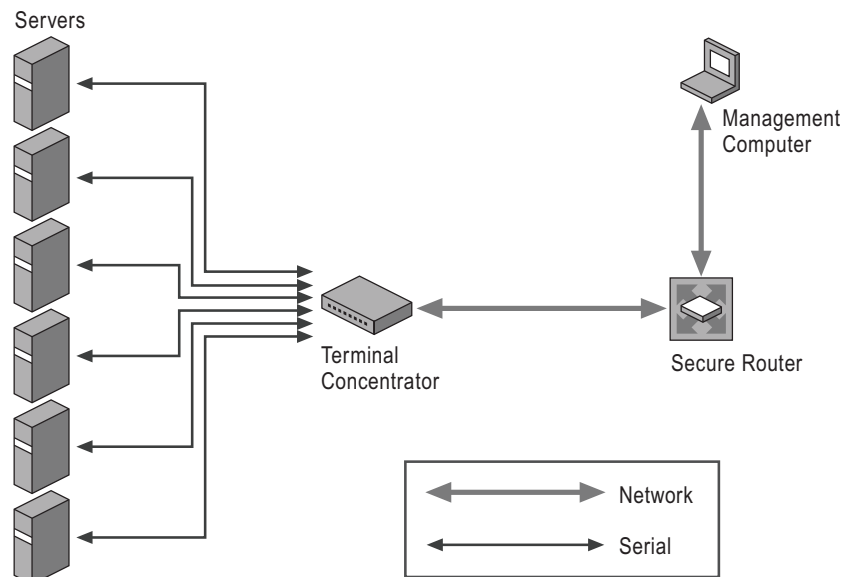 Servers
Management
Computer
Terminal
Concentrator
Secure Router
Network
Serial